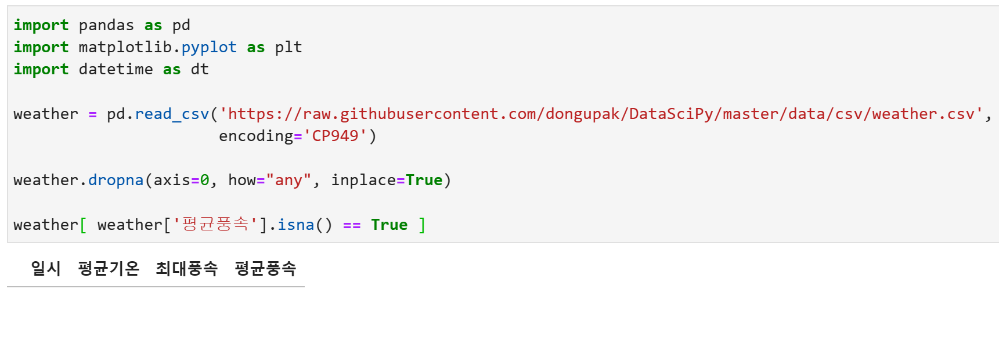 import pandas as pd
import matplotlib.pyplot as plt
import datetime as dt
weather = pd.read_csv('https://raw.githubusercontent.com/dongupak/DataSciPy/master/data/csv/weather.csv',
encoding='CP949')
weather.dropna(axis=0, how="any", inplace=True)
weather[ weather['평균풍속'].isna() == True ]
일시 평균기온 최대풍속 평균풍속